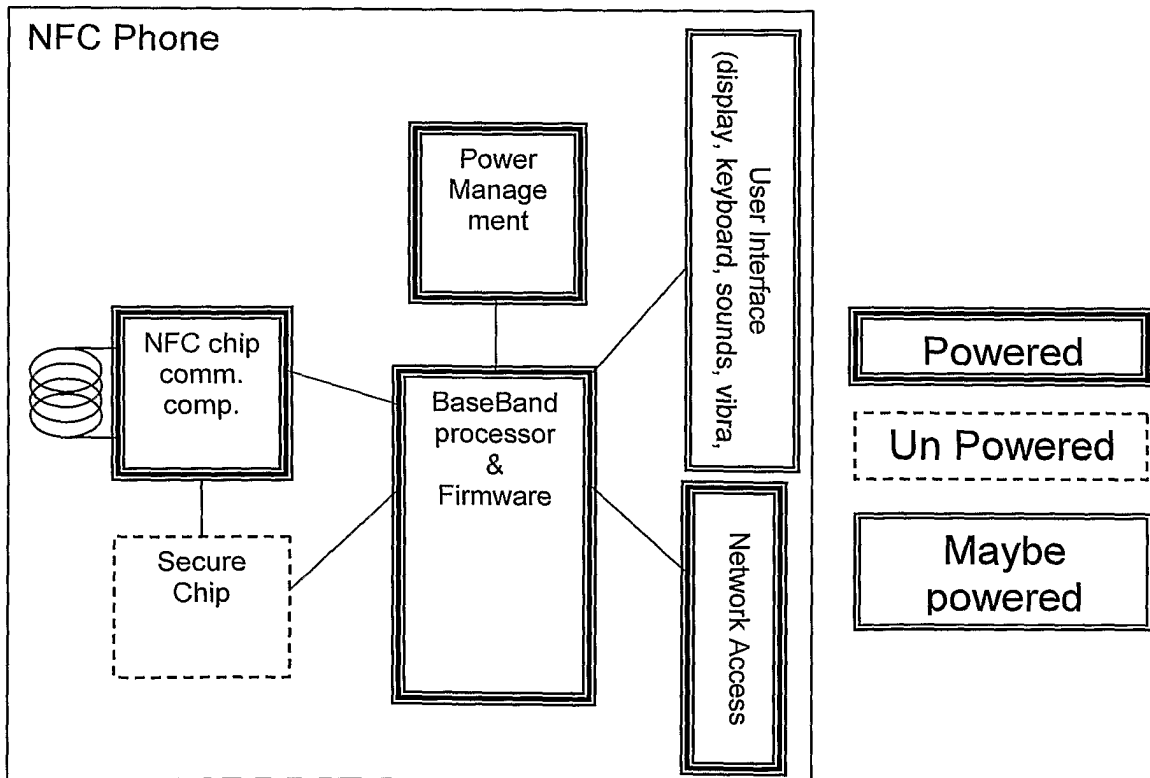 NFC Phone
Power
Manage
ment
User Interface
(display, keyboard, sounds, vibra,
NFC chip
comm.
comp.
BaseBand
processor
&
Firmware
Secure
Chip
Network Access
Powered
Un Powered
Maybe
powered